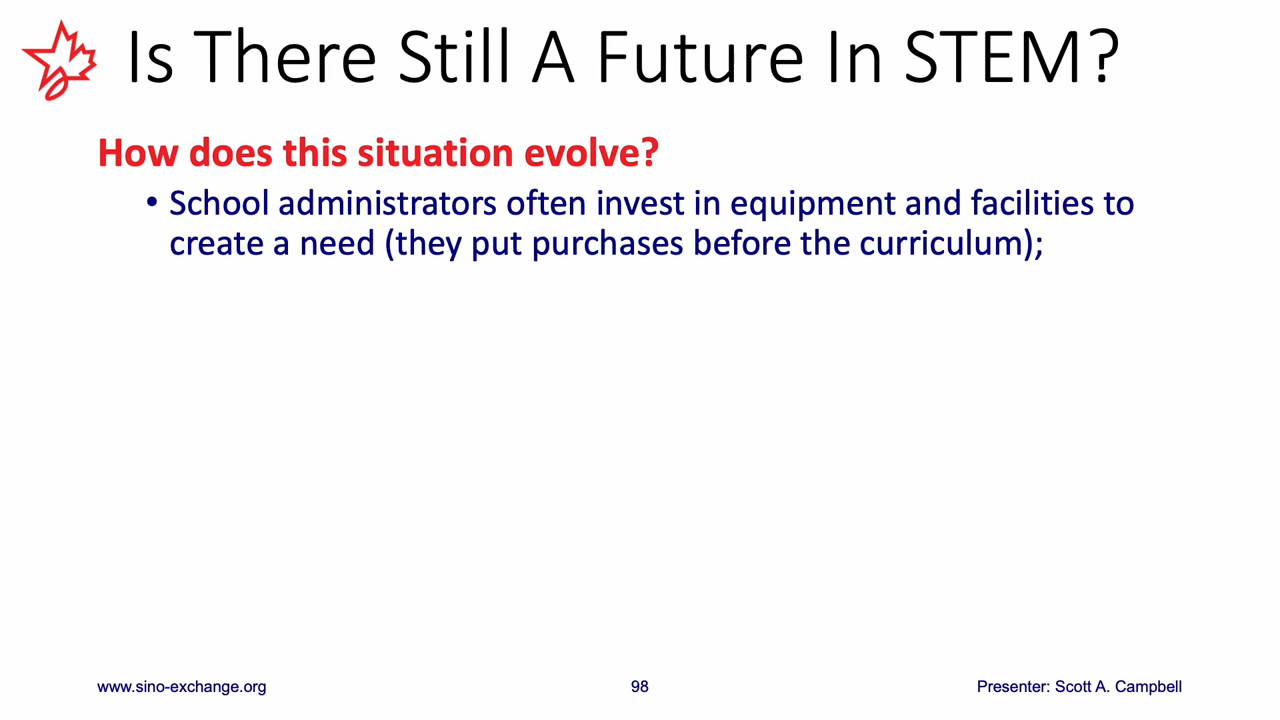 Is There Still A Future In STEM?
How does this situation evolve?
• School administrators often invest in equipment and facilities to
create a need (they put purchases before the curriculum);
www.sino-exchange.org
98
Presenter: Scott A. Campbell